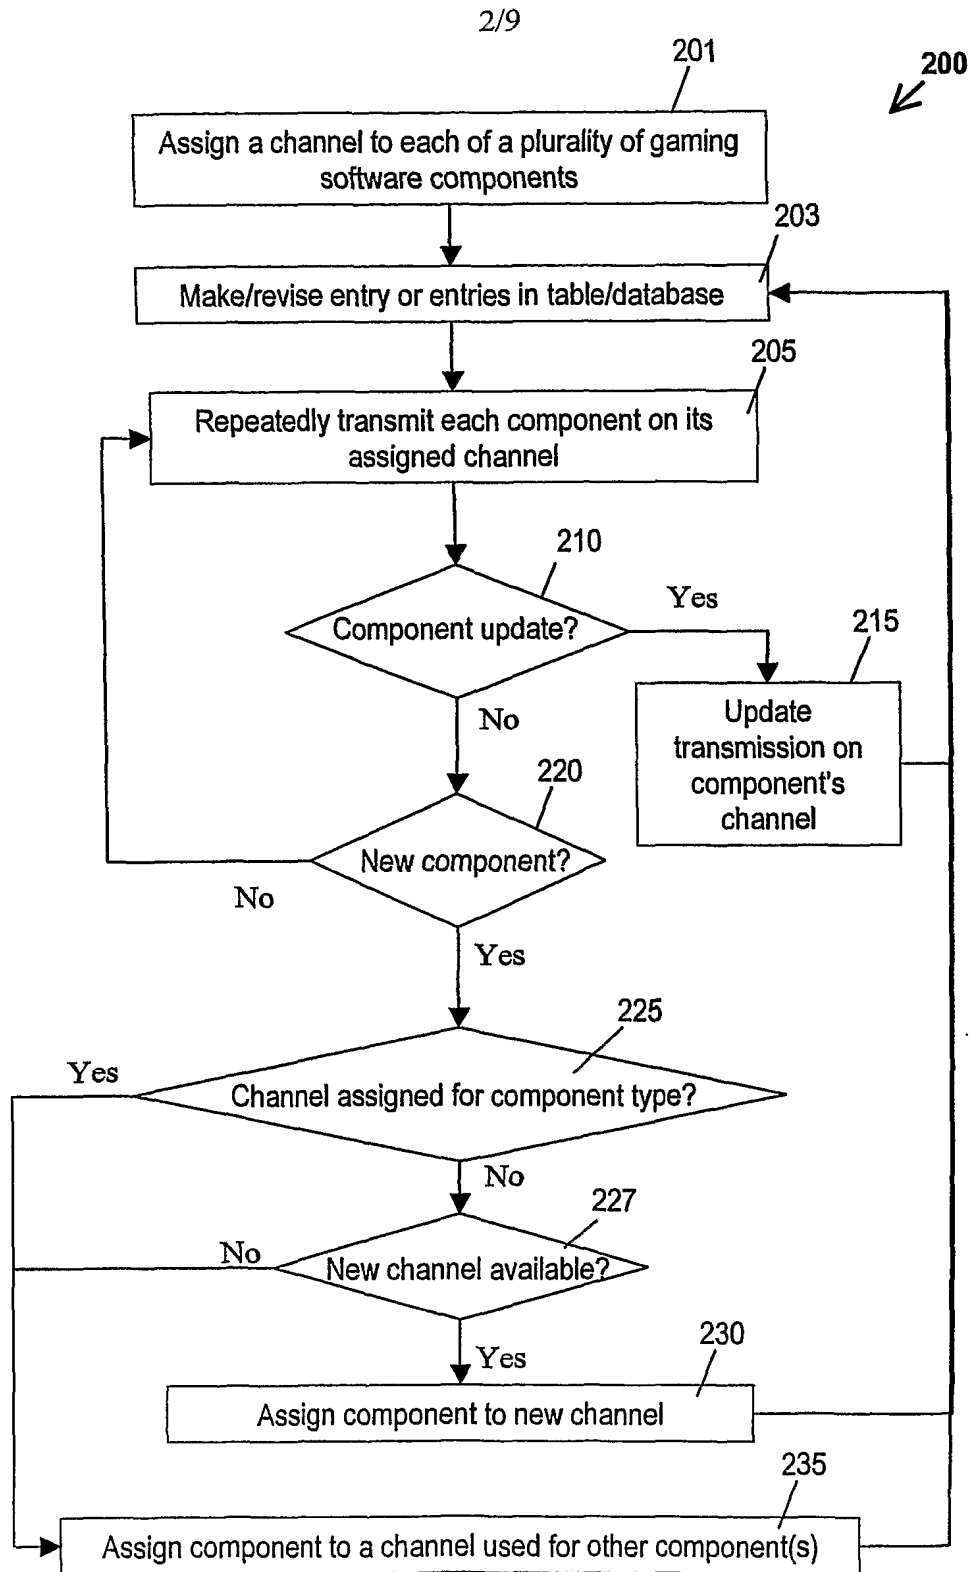 2/9
201
200
Assign a channel to each of a plurality of gaming
software components
203
Make/revise entry or entries in table/database
205
Repeatedly transmit each component on its
assigned channel
210
Component update?
Yes
215
Update
transmission on
component's
channel
No
220
New component?
No
Yes
225
Yes
Channel assigned for component type?
No
227
No
New channel available?
Yes
230
Assign component to new channel
235
Assign component to a channel used for other component(s)